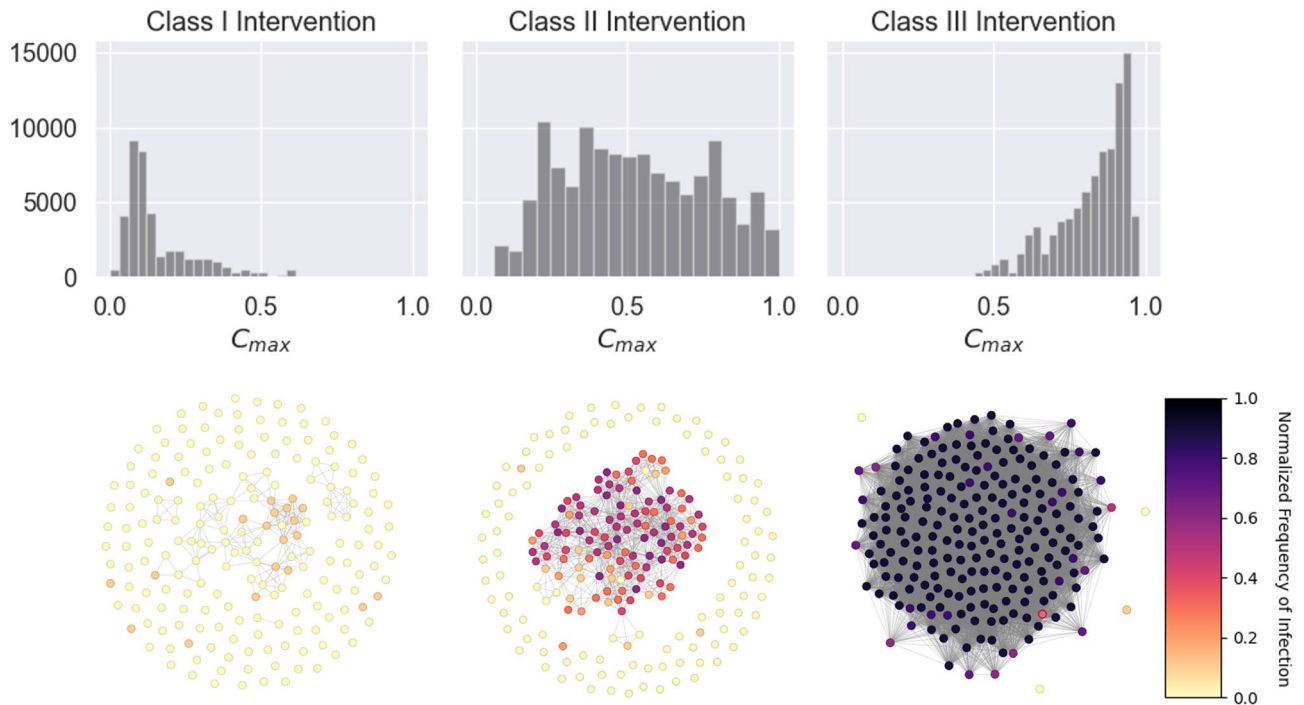 Class I Intervention Class II Intervention Class III Intervention
15000
10000
5000
0
0.0 0.5 1.0 0.0 0.5 1.0 0.0 0.5 1.0
Cmax Cmax Cmax
1.0
0.8
0.6
0.4
0.2
0.0
Normalized Frequency of Infection